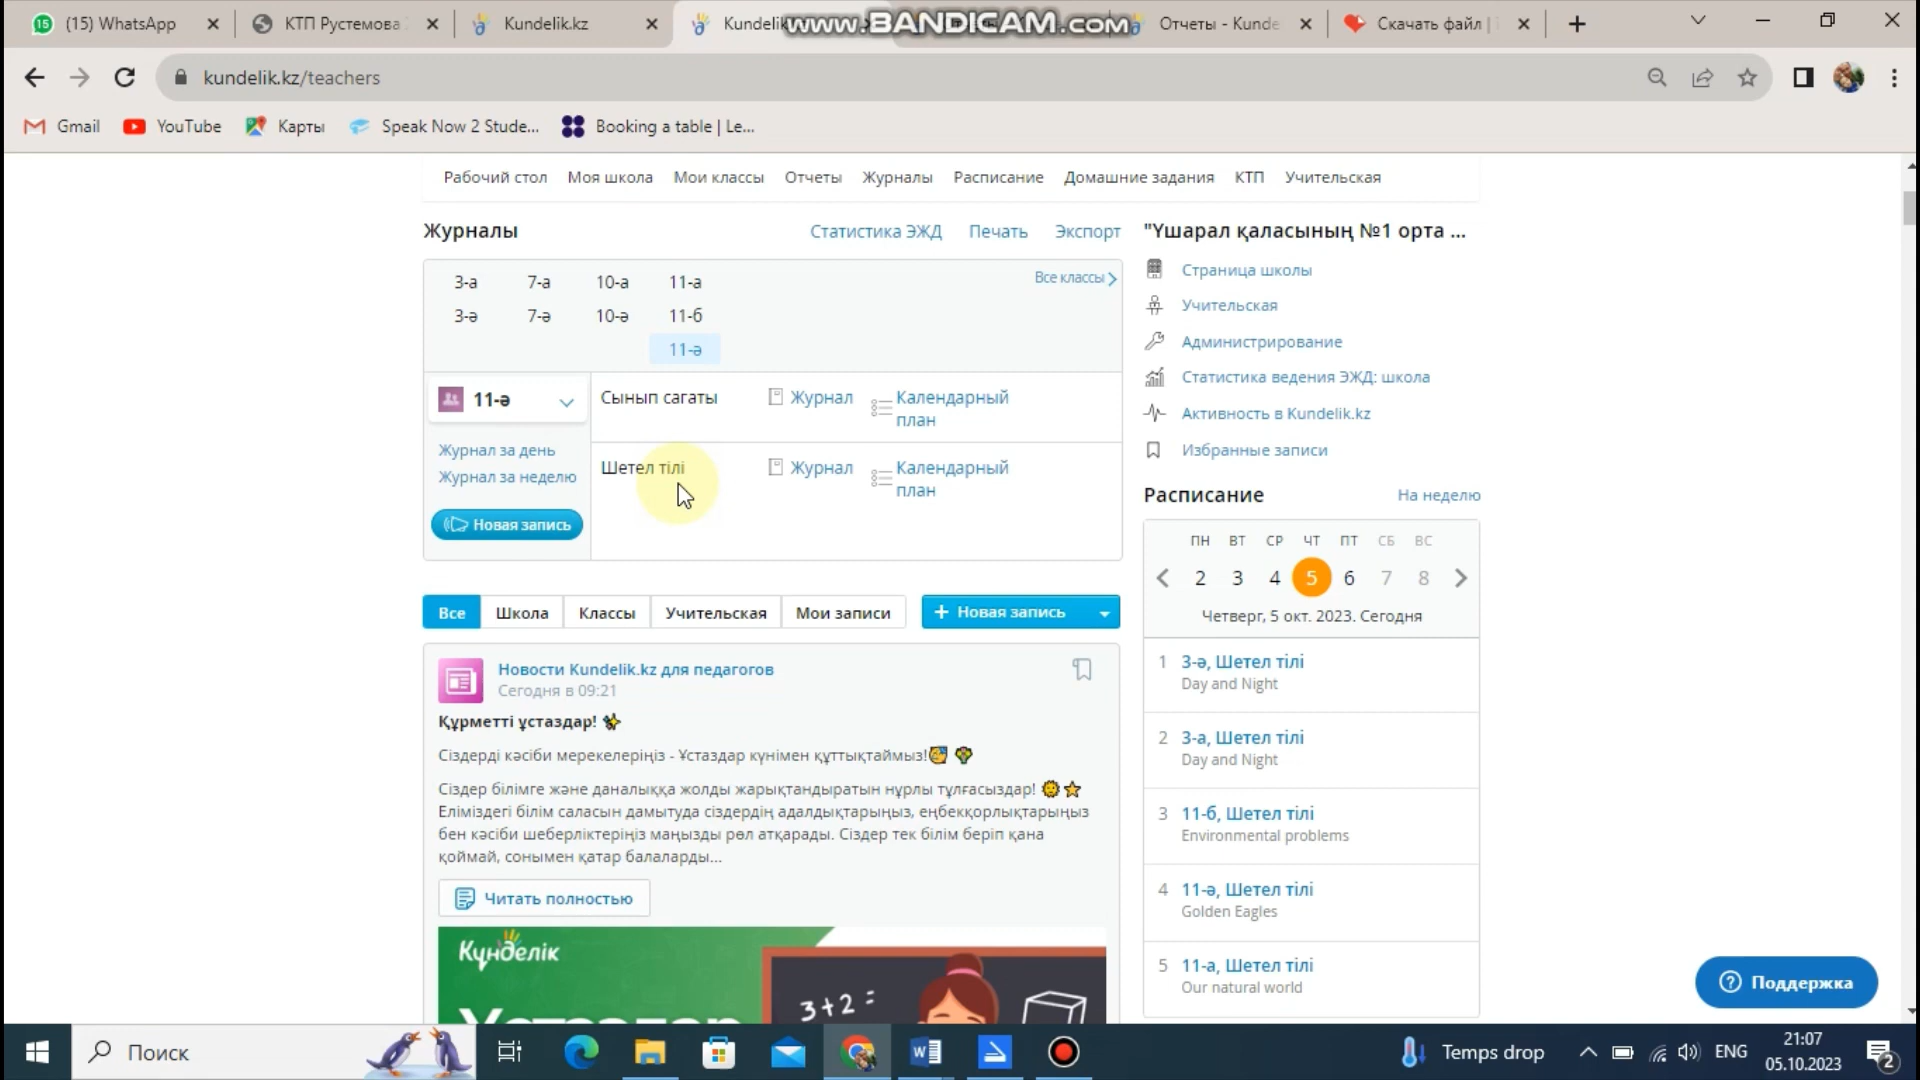 (15) WhatsApp
КТП Рустемова
Kundelik.kz
Kundelik
www.BANDICAM.com
Отчеты - Kunde
Скачать файл |
kundelik.kz/teachers
Gmail
YouTube
Карты
Speak Now 2 Stude...
Booking a table | Le...
Рабочий стол Моя школа Мои классы Отчеты Журналы Расписание Домашние задания КТП Учительская
Журналы
Статистика ЭЖД Печать Экспорт
3-а 7-а 10-а 11-а
Все классы
3-ә 7-ә 10-ә 11-б
11-ә
11-ә
Журнал за день
Журнал за неделю
Новая запись
Сынып сағаты
Журнал
Календарный
план
Шетел тілі
Журнал
Календарный
план
"Үшарал қаласының №1 орта ...
Страница школы
Учительская
Администрирование
Статистика ведения ЭЖД: школа
Активность в Kundelik.kz
Избранные записи
Расписание
На неделю
ПН ВТ СР ЧТ ПТ СБ ВС
2 3 4 5 6 7 8
Четверг, 5 окт. 2023. Сегодня
1 3-ә, Шетел тілі
Day and Night
2 3-а, Шетел тілі
Day and Night
3 11-б, Шетел тілі
Environmental problems
4 11-ә, Шетел тілі
Golden Eagles
5 11-а, Шетел тілі
Our natural world
Все Школа Классы Учительская Мои записи
+ Новая запись
Новости Kundelik.kz для педагогов
Сегодня в 09:21
Құрметті ұстаздар!
Сіздерді кәсіби мерекелеріңіз - Ұстаздар күнімен құттықтаймыз!
Сіздер білімге және даналыққа жолды жарықтандыратын нұрлы тұлғасыздар!
Еліміздегі білім саласын дамытуда сіздердің адалдықтарыңыз, еңбекқорлықтарыңыз
бен кәсіби шеберліктеріңіз маңызды рөл атқарады. Сіздер тек білім беріп қана
қоймай, сонымен қатар балаларды...
Читать полностью
Күнделік
3+2 =
Поддержка
Поиск
Temps drop
ENG
21:07
05.10.2023
2